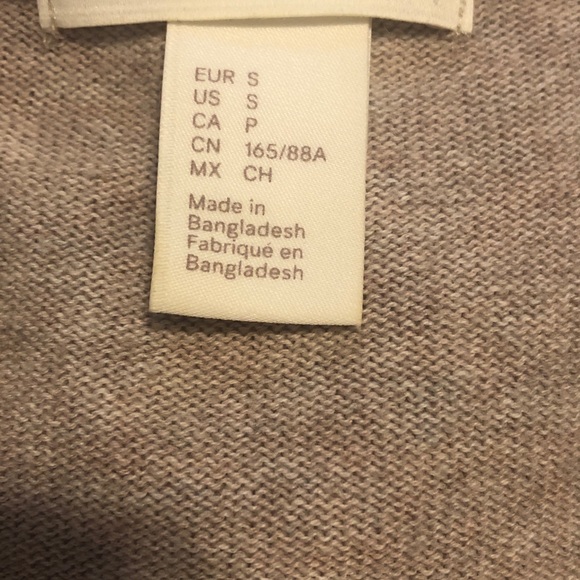 EUR S
US S
CA P
CN 165/88A
MX CH
Made in
Bangladesh
Fabriqué en
Bangladesh